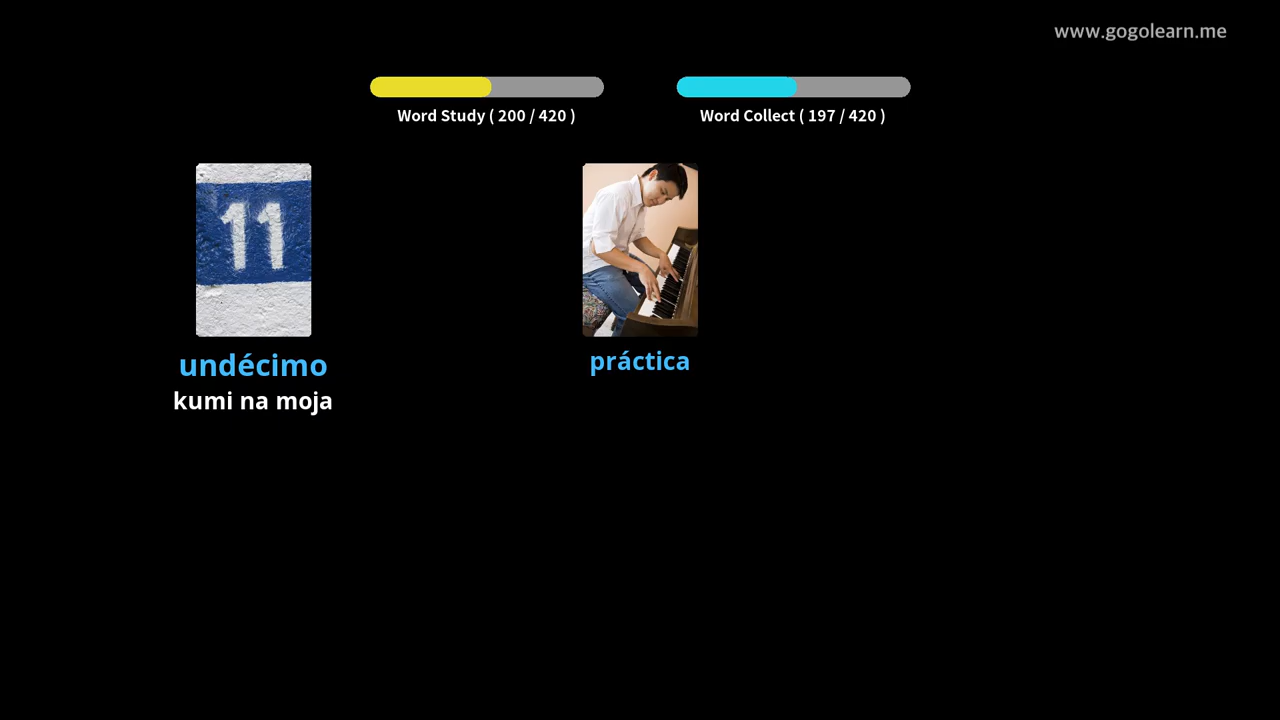 www.gogolearn.me
Word Study ( 200 / 420 )
Word Collect ( 197 / 420 )
11
undécimo
kumi na moja
práctica